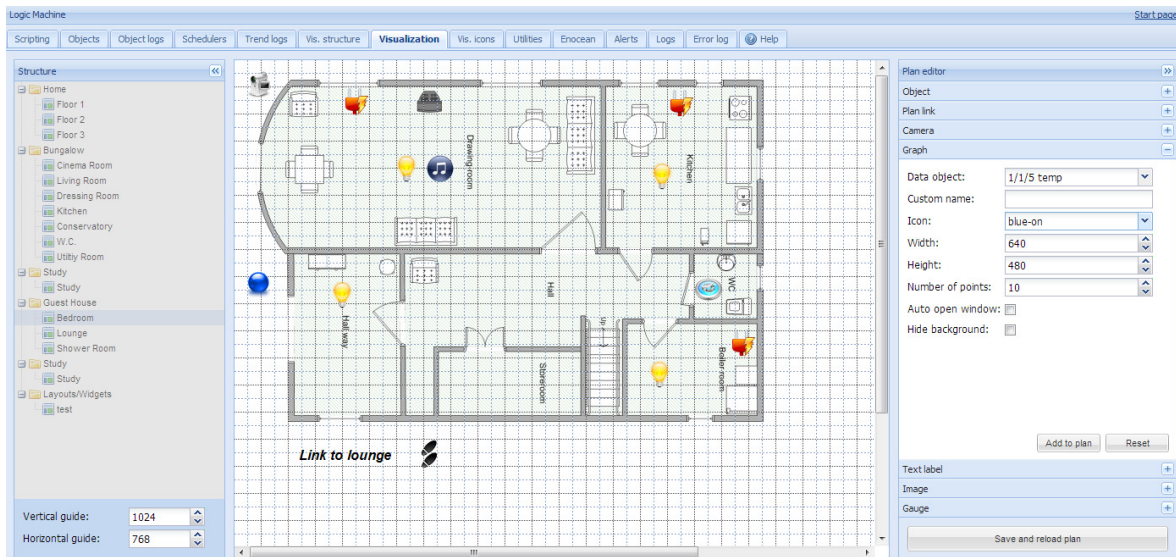 Logic Machine
Start page
Scripting
Objects
Object logs
Schedulers
Trend logs
Vis. structure
Visualization
Vis. icons
Utilities
Enocean
Alerts
Logs
Error log
Help
Structure
Home
Floor 1
Floor 2
Floor 3
Bungalow
Cinema Room
Living Room
Dressing Room
Kitchen
Conservatory
W.C.
Utitiy Room
Study
Study
Guest House
Bedroom
Lounge
Shower Room
Study
Study
Layouts/Widgets
test
Vertical guide:
1024
Horizontal guide:
768
Drawing room
Kitchen
Hall
WC
Hall way
Up
Storeroom
Boiler room
Link to lounge
Plan editor
Object
Plan link
Camera
Graph
Data object:
1/1/5 temp
Custom name:
Icon:
blue-on
Width:
640
Height:
480
Number of points:
10
Auto open window:
Hide background:
Add to plan
Reset
Text label
Image
Gauge
Save and reload plan